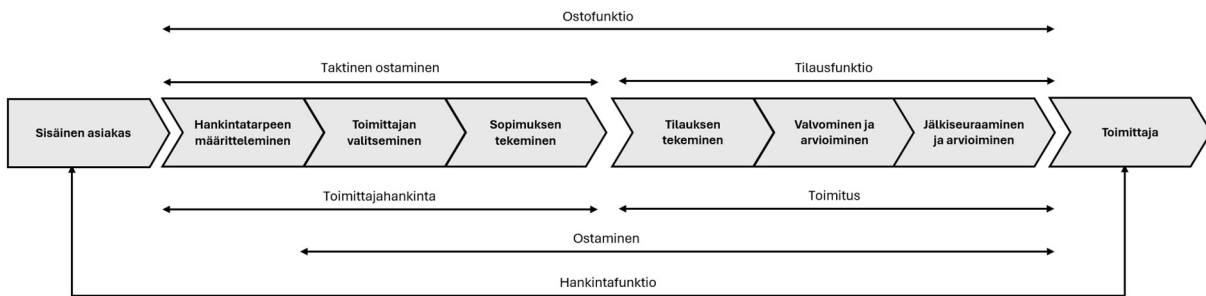 Ostofunktio
Taktinen ostaminen
Tilausfunktio
Sisäinen asiakas
Hankintatarpeen
määritteleminen
Toimittajan
valitseminen
Sopimuksen
tekeminen
Tilauksen
tekeminen
Valvominen ja
arvioiminen
Jälkiseuraaminen
ja arvioiminen
Toimittaja
Toimittajahankinta
Toimitus
Ostaminen
Hankintafunktio